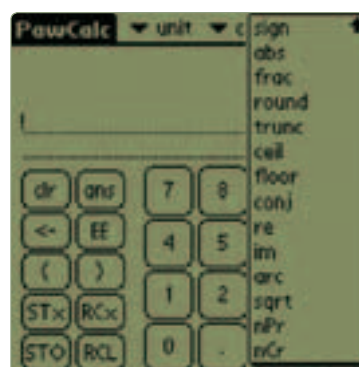 PawCalc unit c
sign
abs
frac
round
trunc
ceil
floor
conj
re
im
arc
sqrt
nPr
nCr
clr ans 7 8
<- EE 4 5
( ) 1 2
STx RCx 0 .
STO RCL